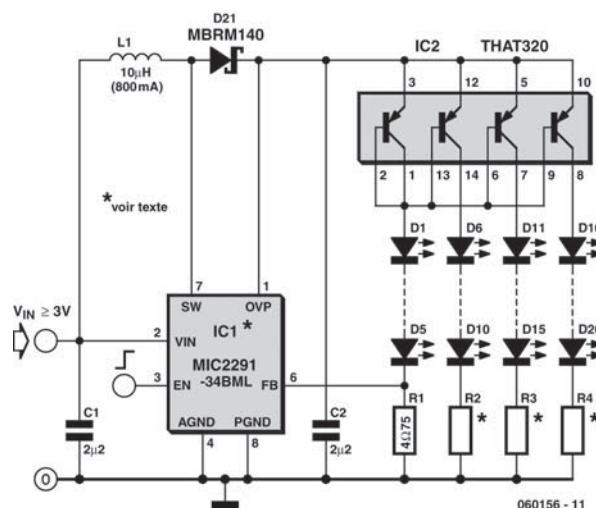 D21
MBRM140
L1
10µH
(800mA)
IC2 THAT320
3 12 5 10
2 1 13 14 6 7 9 8
*voir texte
D1 D6 D11 D16
7 1
SW OVP
VIN ≥ 3V
IC1 *
2 VIN
MIC2291
-34BML
3 EN FB 6
D5 D10 D15 D20
AGND PGND
4 8
C1
2µ2
C2
2µ2
R1 R2 R3 R4
4Ω75 * * *
0
060156 - 11